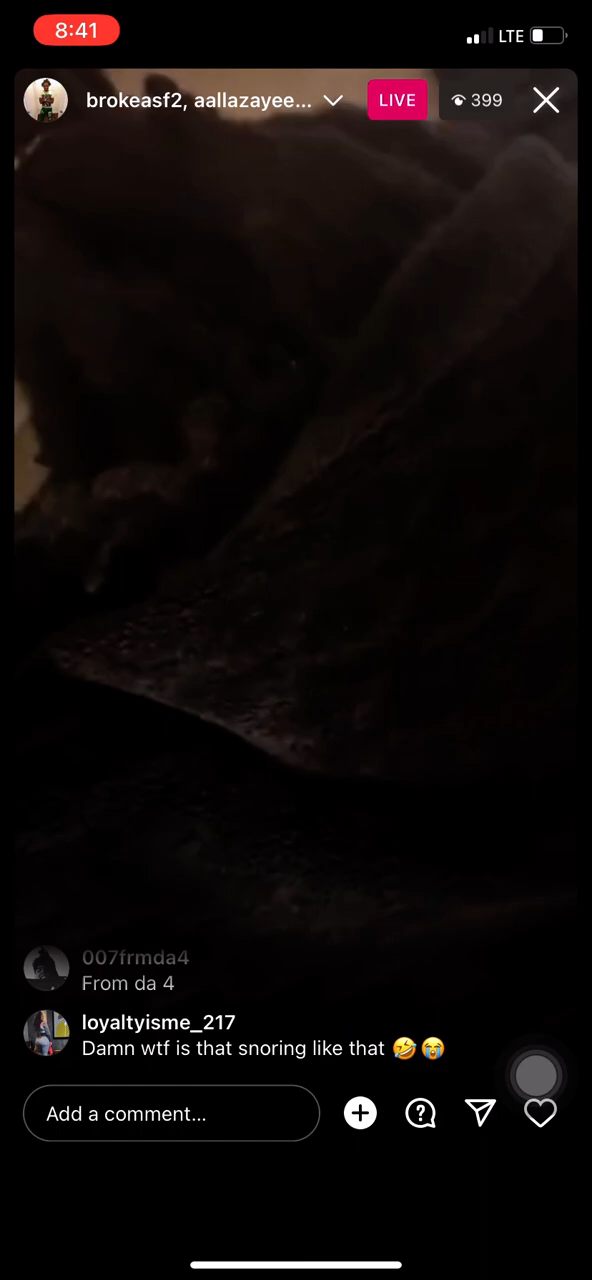 8:41
LTE
brokeasf2, aallazayee...
LIVE
399
007frmda4
From da 4
loyaltyisme_217
Damn wtf is that snoring like that 🤣😭
Add a comment...